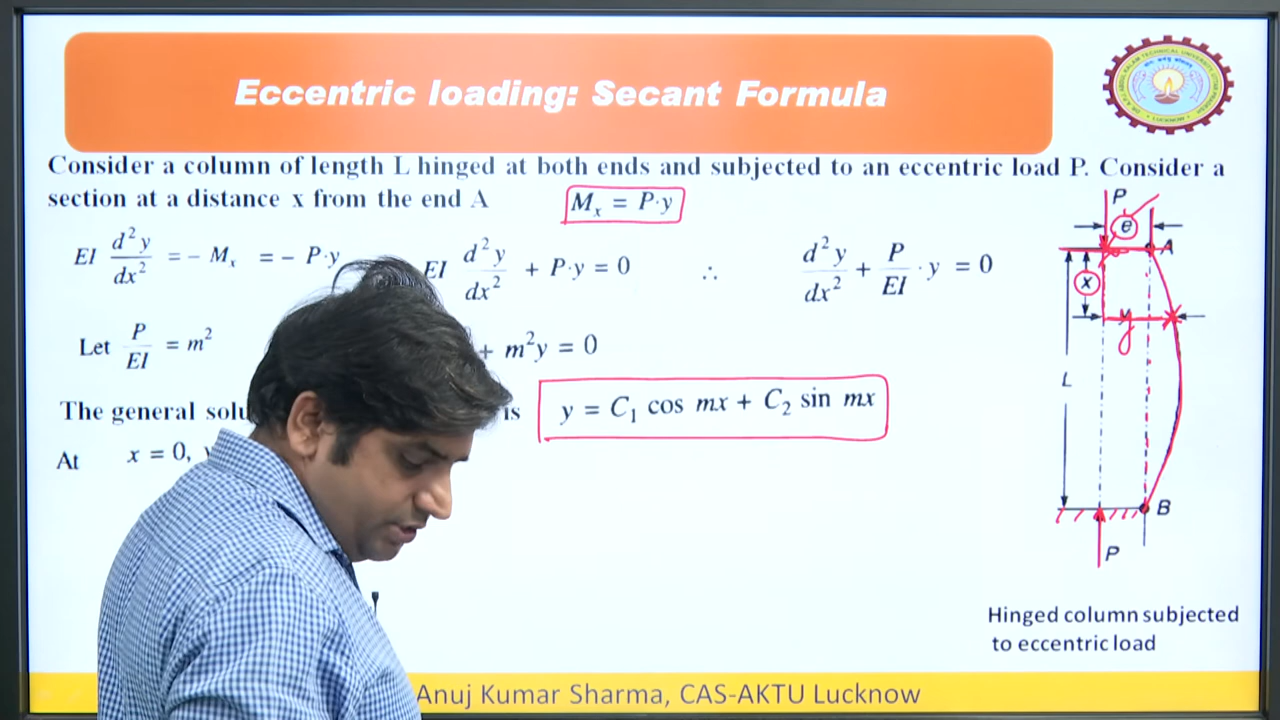 Eccentric loading: Secant Formula
Consider a column of length L hinged at both ends and subjected to an eccentric load P. Consider a
section at a distance x from the end A
Mₓ = P·y
EI d²y/dx² = − Mₓ = − P·y
EI d²y/dx² + P·y = 0
∴ d²y/dx² + P/EI · y = 0
Let P/EI = m²
+ m²y = 0
The general
is y = C₁ cos mx + C₂ sin mx
At x = 0,
P
e
A
x
y
L
B
P
Hinged column subjected
to eccentric load
Anuj Kumar Sharma, CAS-AKTU Lucknow